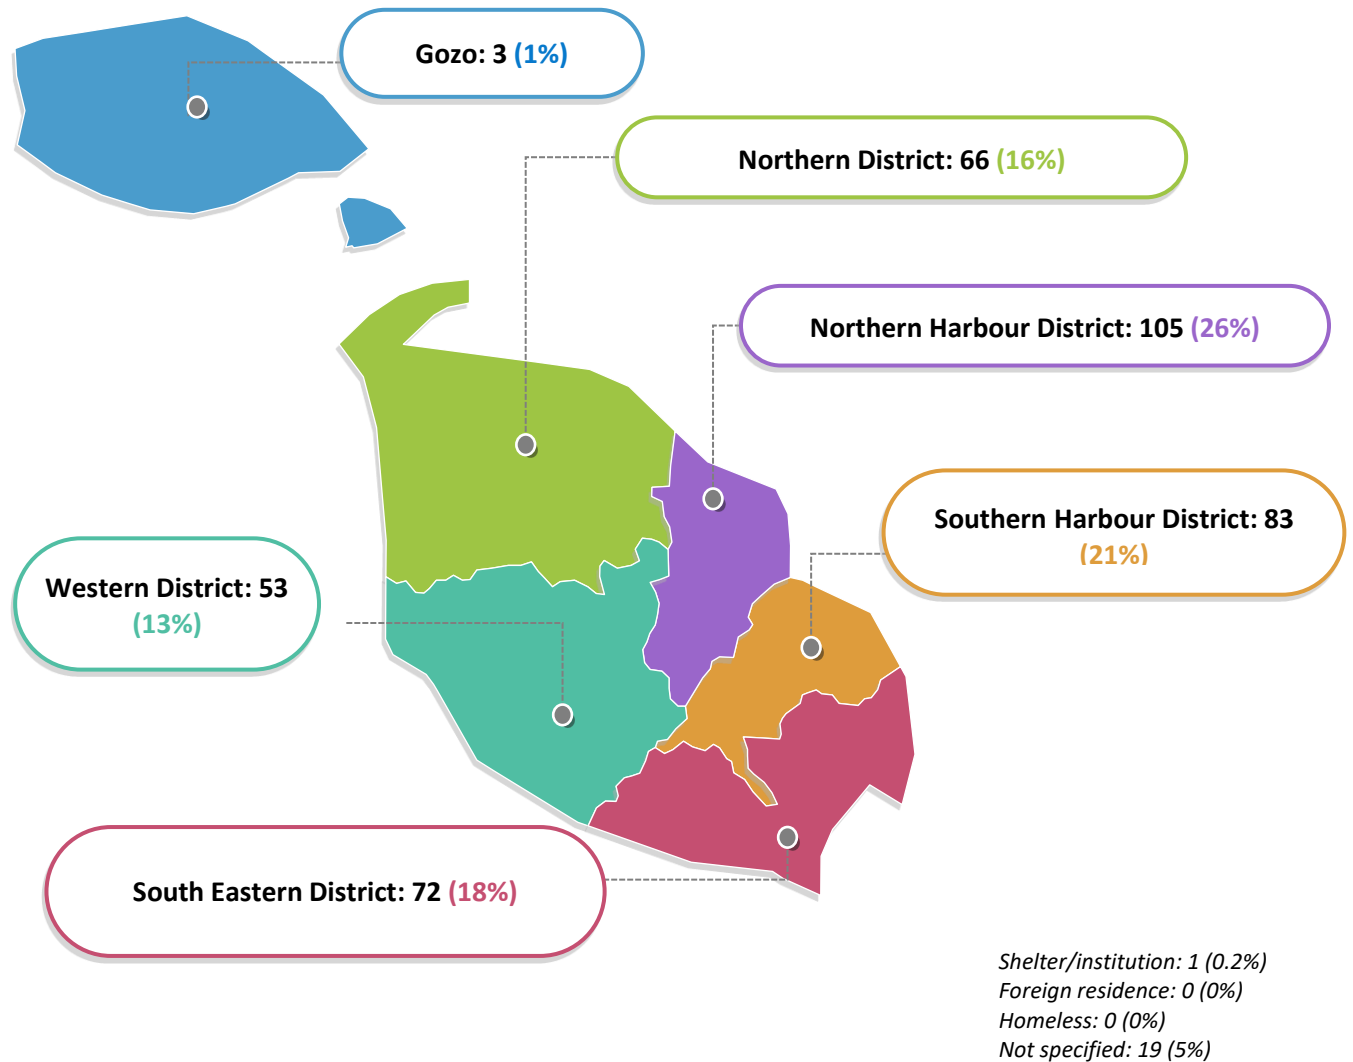 Gozo: 3 (1%)
Northern District: 66 (16%)
Northern Harbour District: 105 (26%)
Southern Harbour District: 83
(21%)
Western District: 53
(13%)
South Eastern District: 72 (18%)
Shelter/institution: 1 (0.2%)
Foreign residence: 0 (0%)
Homeless: 0 (0%)
Not specified: 19 (5%)